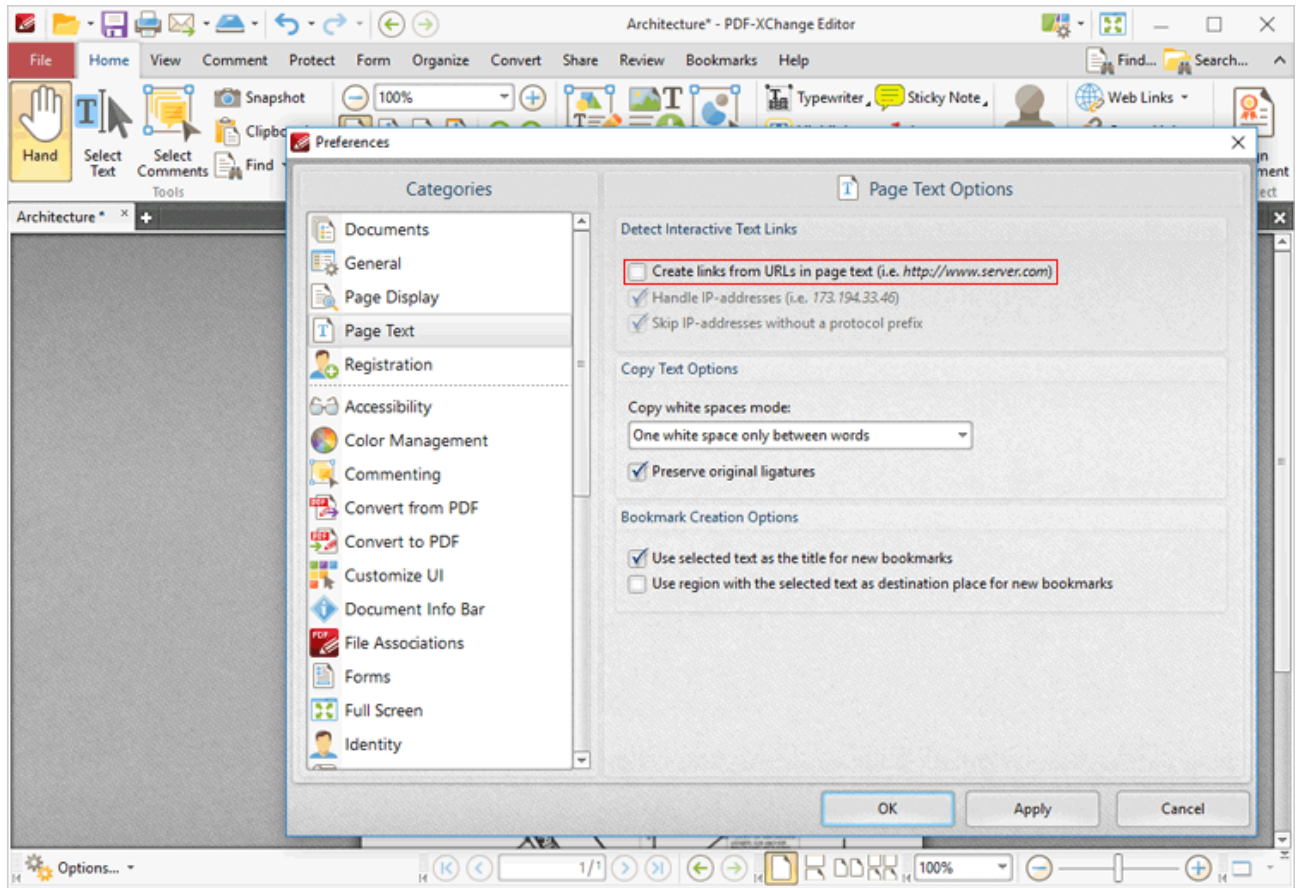 Architecture* - PDF-XChange Editor
File Home View Comment Protect Form Organize Convert Share Review Bookmarks Help Find... Search...
Hand
Select Text
Select Comments
Snapshot
Find
Tools
100%
Typewriter
Sticky Note
Web Links
Architecture *
Preferences
Categories
Documents
General
Page Display
Page Text
Registration
Accessibility
Color Management
Commenting
Convert from PDF
Convert to PDF
Customize UI
Document Info Bar
File Associations
Forms
Full Screen
Identity
Page Text Options
Detect Interactive Text Links
Create links from URLs in page text (i.e. http://www.server.com)
Handle IP-addresses (i.e. 173.194.33.46)
Skip IP-addresses without a protocol prefix
Copy Text Options
Copy white spaces mode:
One white space only between words
Preserve original ligatures
Bookmark Creation Options
Use selected text as the title for new bookmarks
Use region with the selected text as destination place for new bookmarks
OK Apply Cancel
Options... 1/1 100%